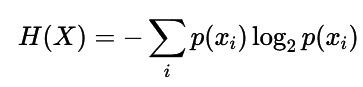 H(X) = − ∑ᵢ p(xᵢ) log₂ p(xᵢ)